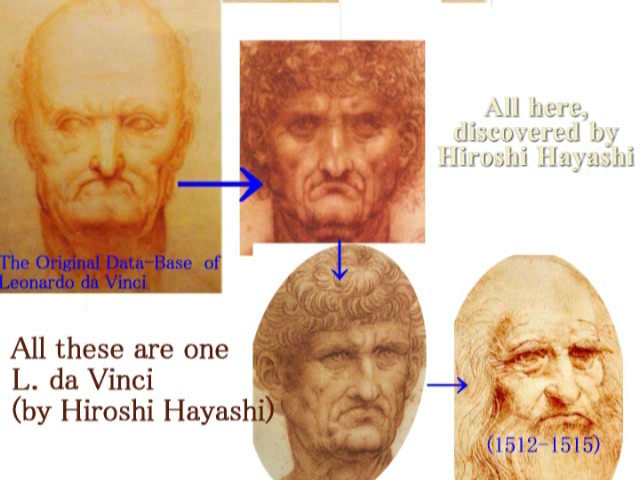 All here,
discovered by
Hiroshi Hayashi
The Original Data-Base of
Leonardo da Vinci
All these are one
L. da Vinci
(by Hiroshi Hayashi)
(1512-1515)